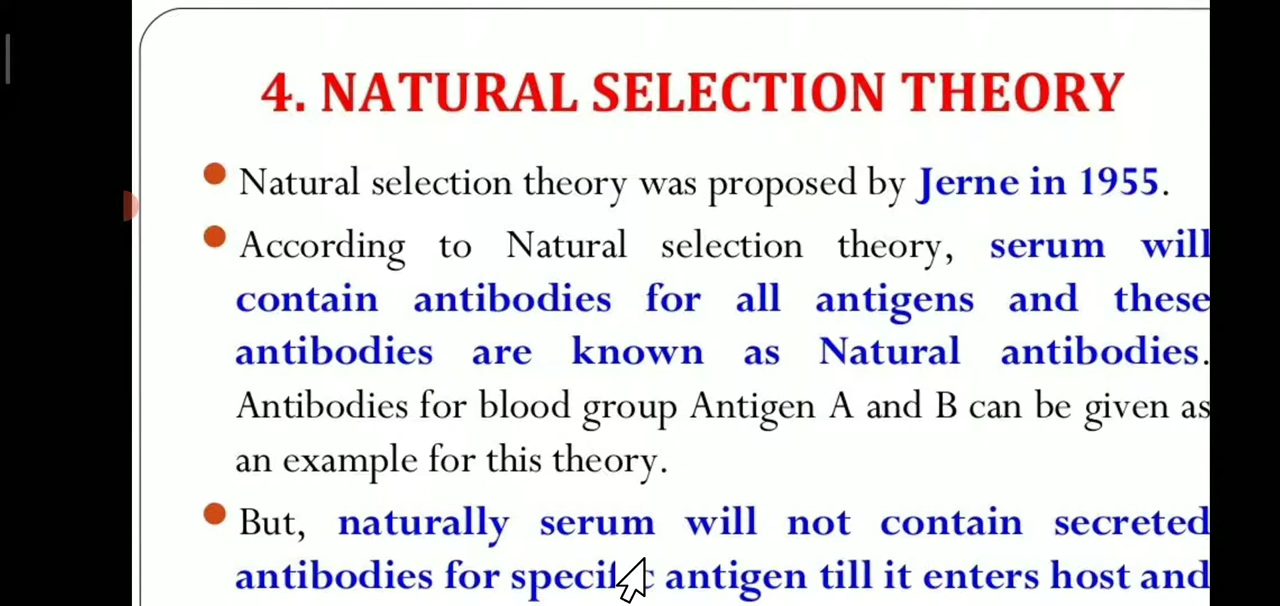 4. NATURAL SELECTION THEORY
Natural selection theory was proposed by Jerne in 1955.
According to Natural selection theory, serum will
contain antibodies for all antigens and these
antibodies are known as Natural antibodies.
Antibodies for blood group Antigen A and B can be given as
an example for this theory.
But, naturally serum will not contain secreted
antibodies for specific antigen till it enters host and